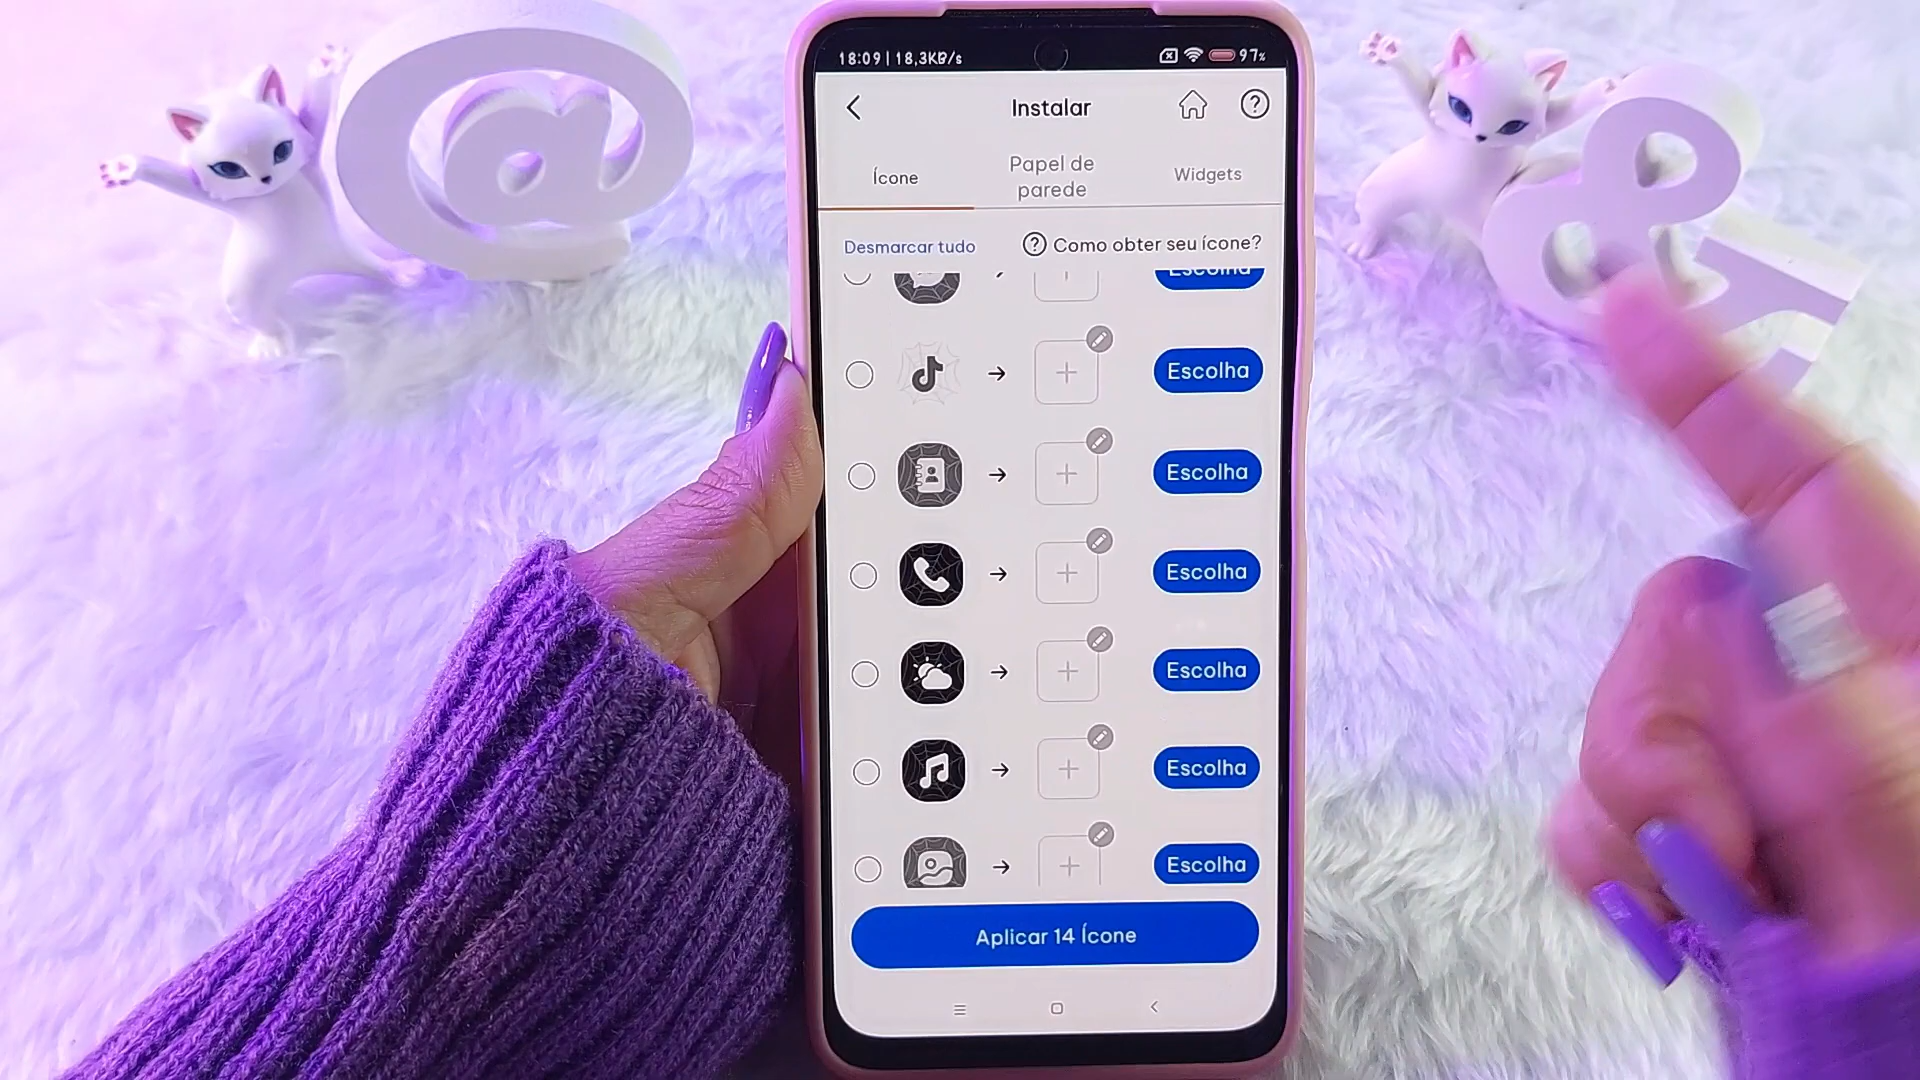 @
&
18:09 | 18,3KB/s
97%
Instalar
Ícone
Papel de
parede
Widgets
Desmarcar tudo
Como obter seu ícone?
Escolha
Escolha
Escolha
Escolha
Escolha
Escolha
Escolha
Aplicar 14 Ícone